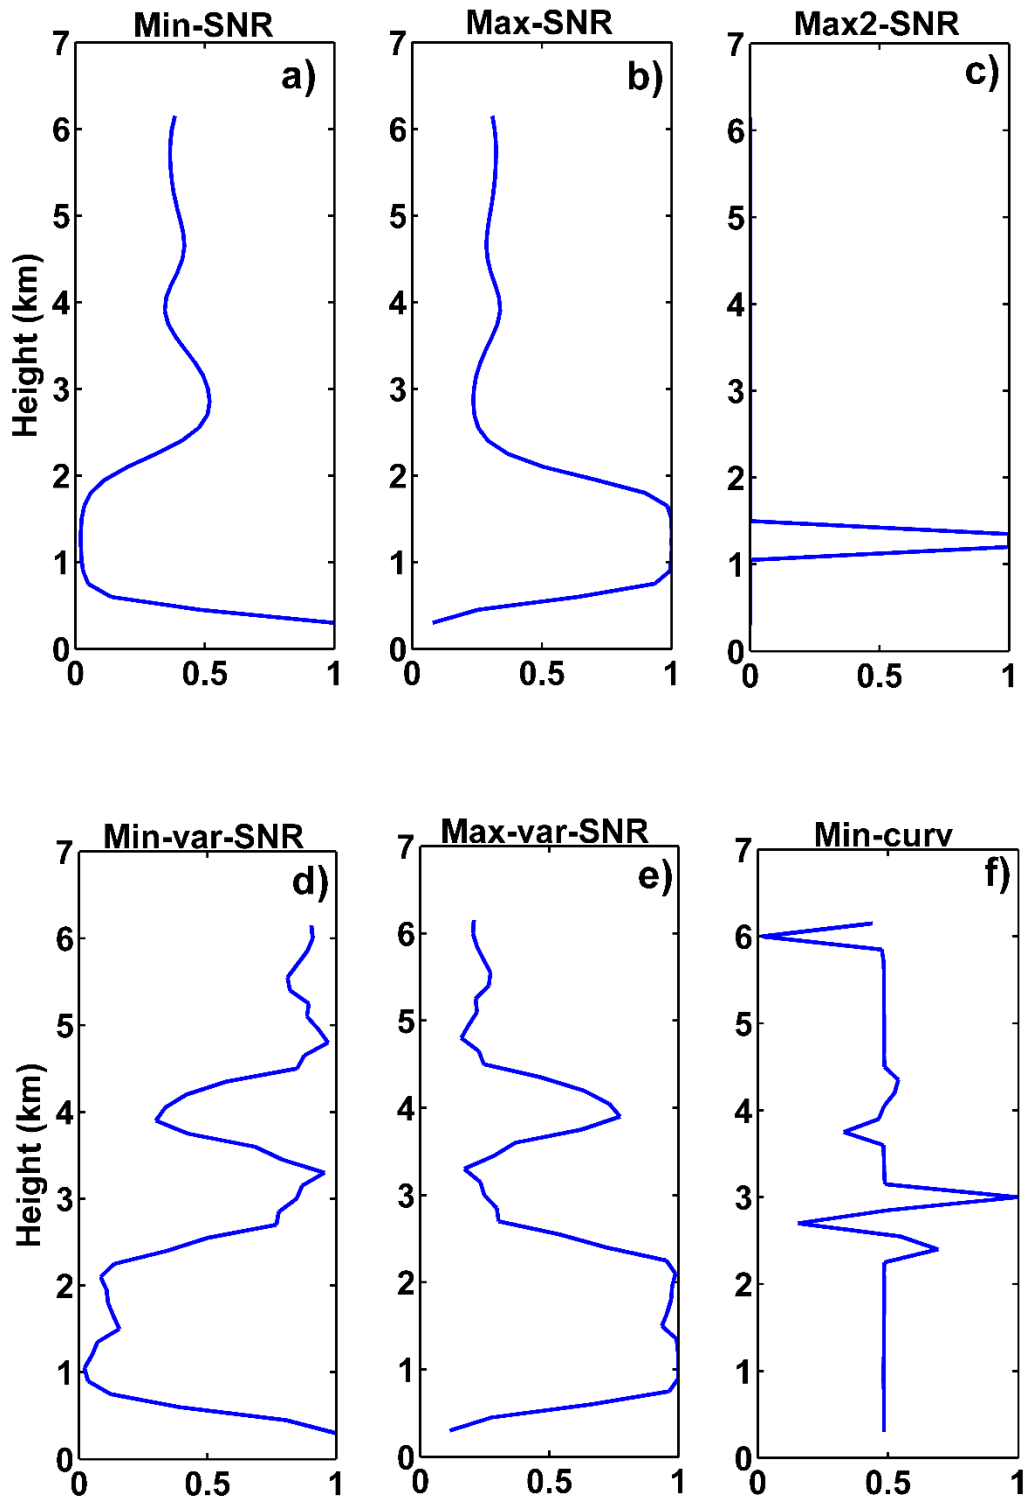 Min-SNR Max-SNR Max2-SNR
a) b) c)
7 7 7
6 6 6
5 5 5
4 4 4
3 3 3
2 2 2
1 1 1
0 0 0
Height (km)
0 0.5 1 0 0.5 1 0 0.5 1
Min-var-SNR Max-var-SNR Min-curv
d) e) f)
7 7 7
6 6 6
5 5 5
4 4 4
3 3 3
2 2 2
1 1 1
0 0 0
Height (km)
0 0.5 1 0 0.5 1 0 0.5 1